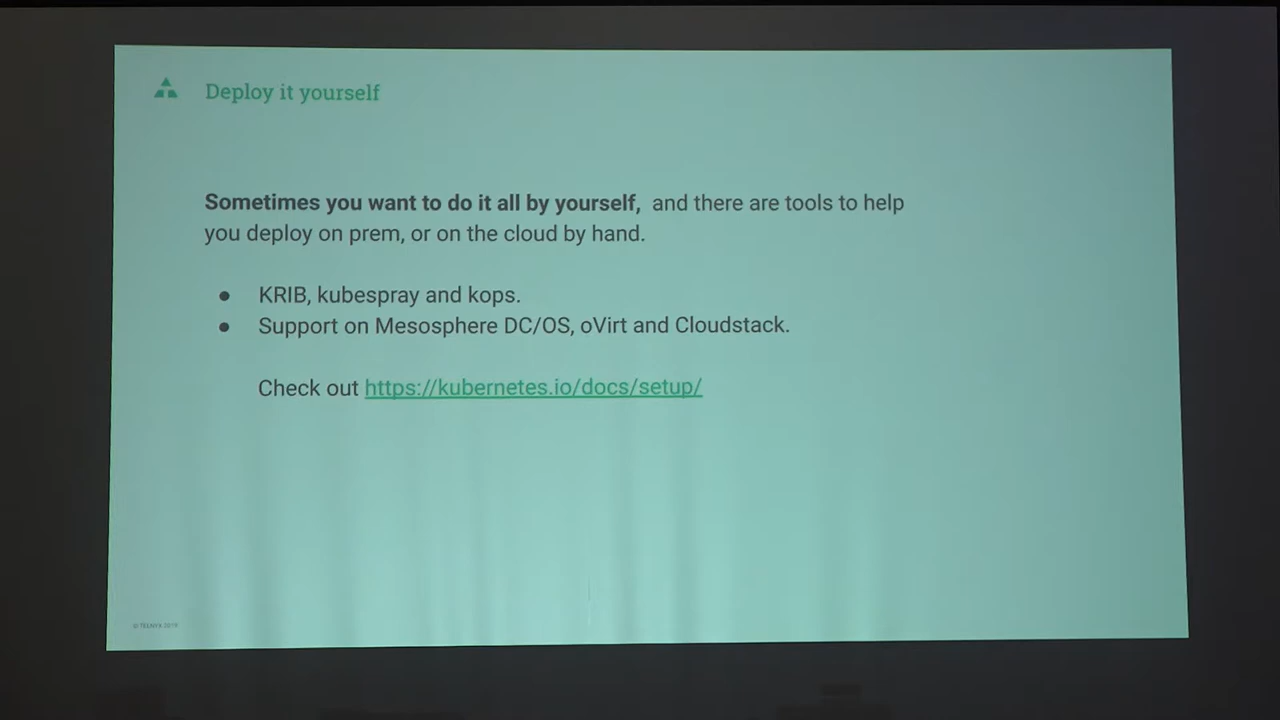 Deploy it yourself
Sometimes you want to do it all by yourself, and there are tools to help
you deploy on prem, or on the cloud by hand.
● KRIB, kubespray and kops.
● Support on Mesosphere DC/OS, oVirt and Cloudstack.
Check out https://kubernetes.io/docs/setup/
© TELNYX 2019